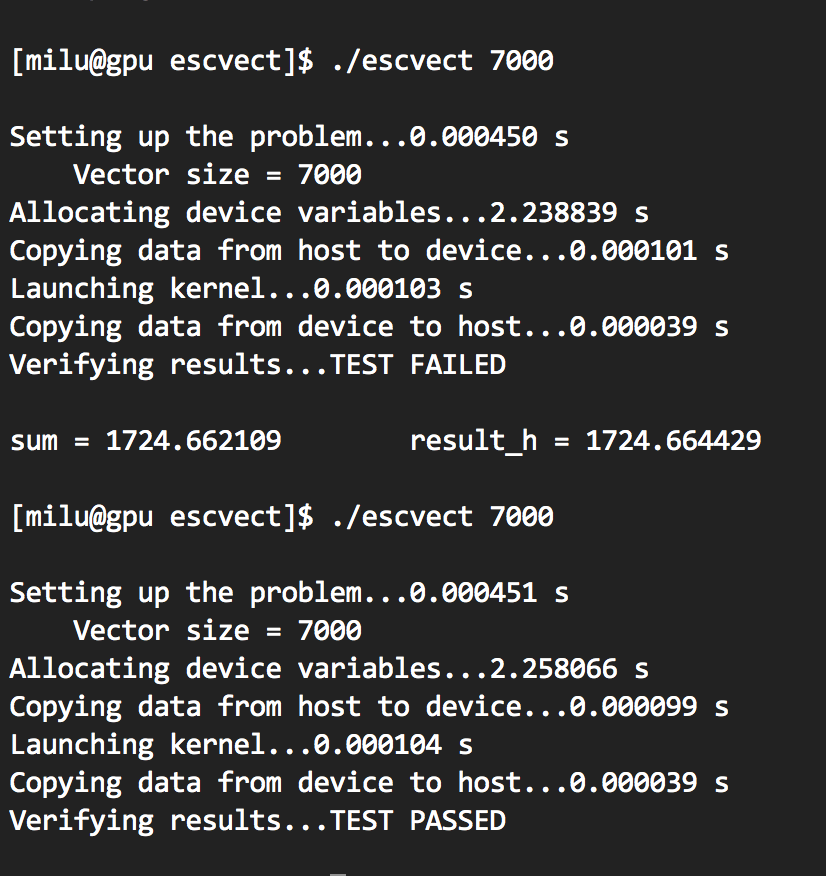 [milu@gpu escvect]$ ./escvect 7000
Setting up the problem...0.000450 s
    Vector size = 7000
Allocating device variables...2.238839 s
Copying data from host to device...0.000101 s
Launching kernel...0.000103 s
Copying data from device to host...0.000039 s
Verifying results...TEST FAILED
sum = 1724.662109        result_h = 1724.664429
[milu@gpu escvect]$ ./escvect 7000
Setting up the problem...0.000451 s
    Vector size = 7000
Allocating device variables...2.258066 s
Copying data from host to device...0.000099 s
Launching kernel...0.000104 s
Copying data from device to host...0.000039 s
Verifying results...TEST PASSED